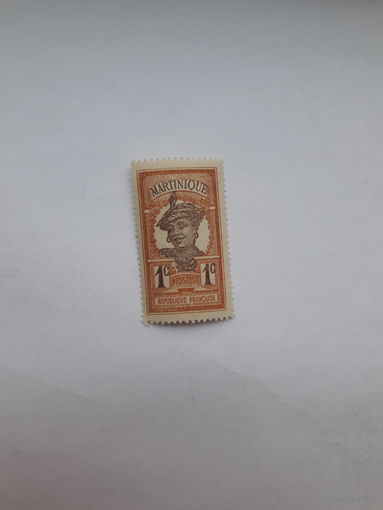 MARTINIQUE
1c POSTES 1c
REPUBLIQUE FRANÇAISE